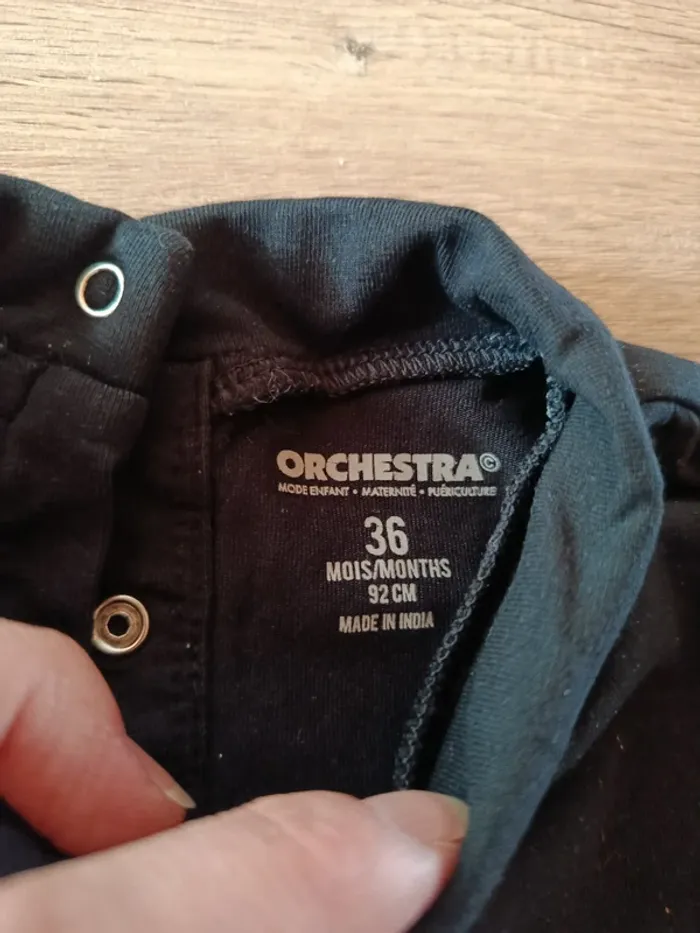 ORCHESTRA©
MODE ENFANT • MATERNITÉ • PUÉRICULTURE
36
MOIS/MONTHS
92 CM
MADE IN INDIA